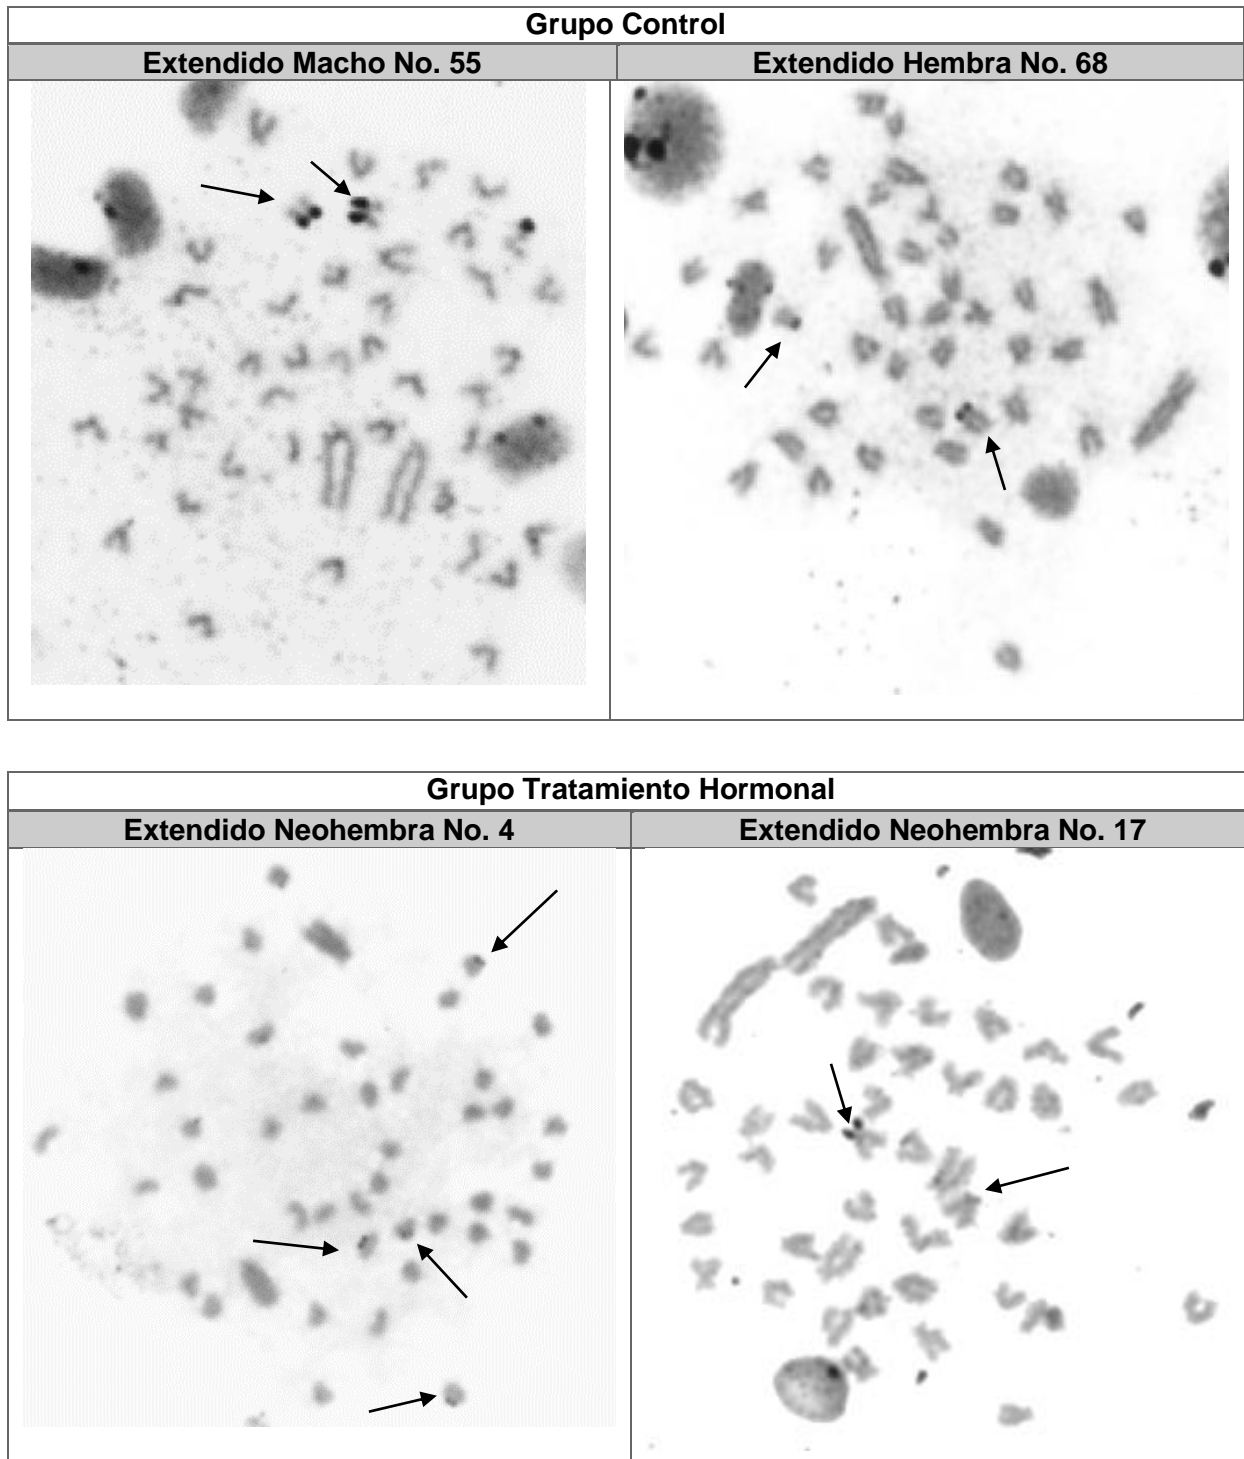 Grupo Control
Extendido Macho No. 55
Extendido Hembra No. 68
Grupo Tratamiento Hormonal
Extendido Neohembra No. 4
Extendido Neohembra No. 17